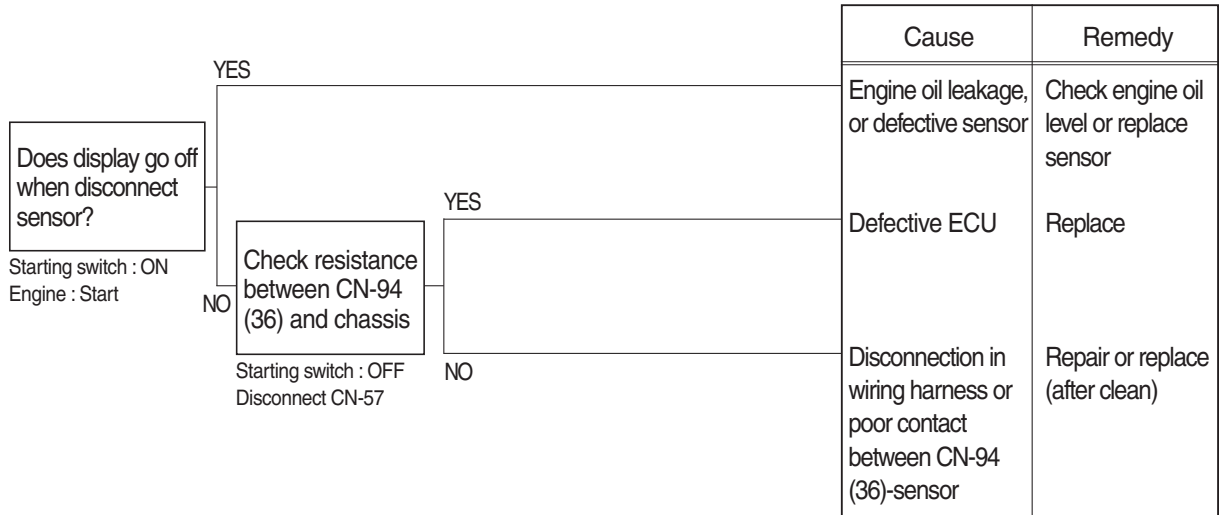 Cause
Remedy
YES
Engine oil leakage,
or defective sensor
Check engine oil
level or replace
sensor
Does display go off
when disconnect
sensor?
Starting switch : ON
Engine : Start
YES
Defective ECU
Replace
NO
Check resistance
between CN-94
(36) and chassis
Starting switch : OFF
Disconnect CN-57
NO
Disconnection in
wiring harness or
poor contact
between CN-94
(36)-sensor
Repair or replace
(after clean)